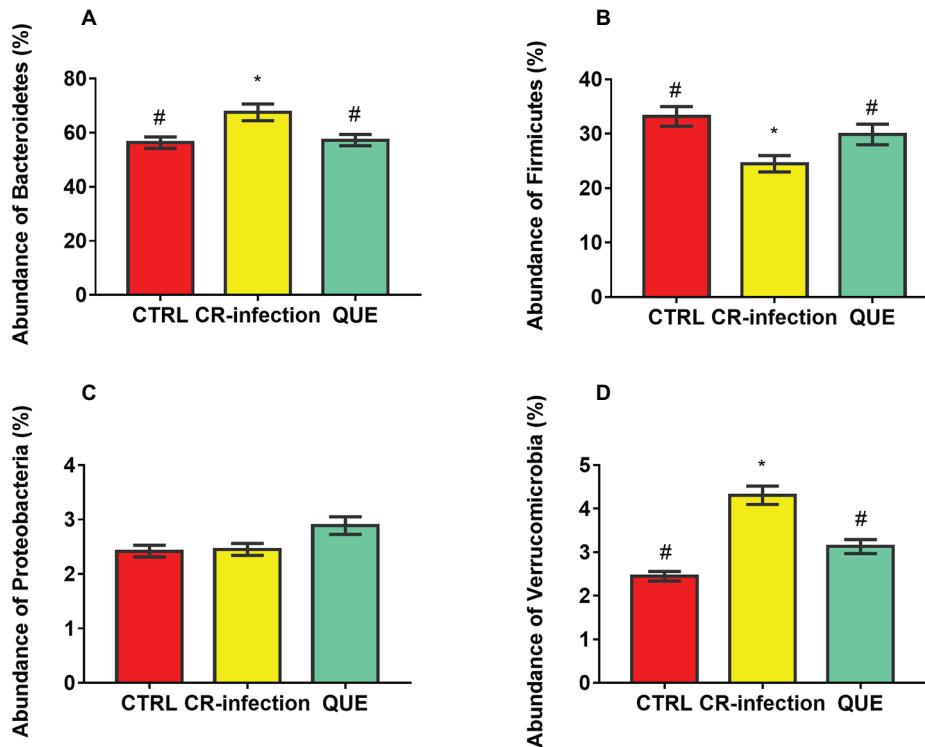 A
Abundance of Bacteroidetes (%)
80
60
40
20
0
#
*
#
CTRL CR-infection QUE
B
Abundance of Firmicutes (%)
40
30
20
10
0
#
*
#
CTRL CR-infection QUE
C
Abundance of Proteobacteria (%)
4
3
2
1
0
CTRL CR-infection QUE
D
Abundance of Verrucomicrobia (%)
5
4
3
2
1
0
#
*
#
CTRL CR-infection QUE